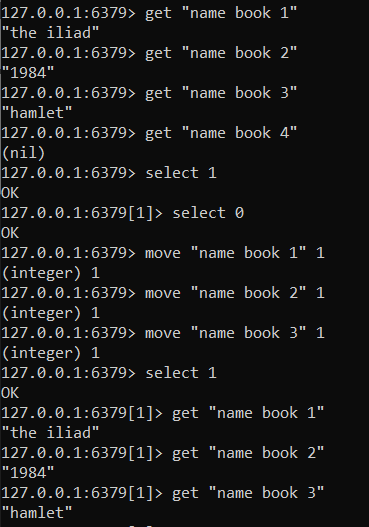 127.0.0.1:6379> get "name book 1"
"the iliad"
127.0.0.1:6379> get "name book 2"
"1984"
127.0.0.1:6379> get "name book 3"
"hamlet"
127.0.0.1:6379> get "name book 4"
(nil)
127.0.0.1:6379> select 1
OK
127.0.0.1:6379[1]> select 0
OK
127.0.0.1:6379> move "name book 1" 1
(integer) 1
127.0.0.1:6379> move "name book 2" 1
(integer) 1
127.0.0.1:6379> move "name book 3" 1
(integer) 1
127.0.0.1:6379> select 1
OK
127.0.0.1:6379[1]> get "name book 1"
"the iliad"
127.0.0.1:6379[1]> get "name book 2"
"1984"
127.0.0.1:6379[1]> get "name book 3"
"hamlet"